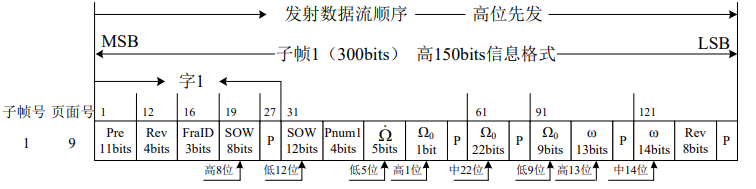 发射数据流顺序 高位先发
MSB LSB
子帧1（300bits） 高150bits信息格式
字1
子帧号 页面号 1 12 16 19 27 31 61 91 121
1 9 Pre 11bits Rev 4bits FraID 3bits SOW 8bits P SOW 12bits Pnum1 4bits Ω̇ 5bits Ω₀ 1bit P Ω₀ 22bits P Ω₀ 9bits ω 13bits P ω 14bits Rev 8bits P
高8位 低12位 低5位 高1位 中22位 低9位 高13位 中14位